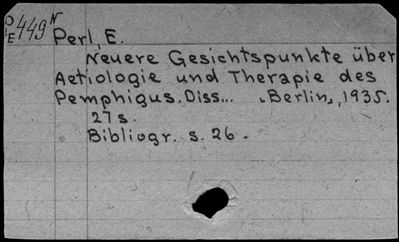 P
E 449 N
Perl, E.
Neuere Gesichtspunkte über
Aetiologie und Therapie des
Pemphigus. Diss... „Berlin„, 1935.
27 s.
Bibliogr. s. 26.